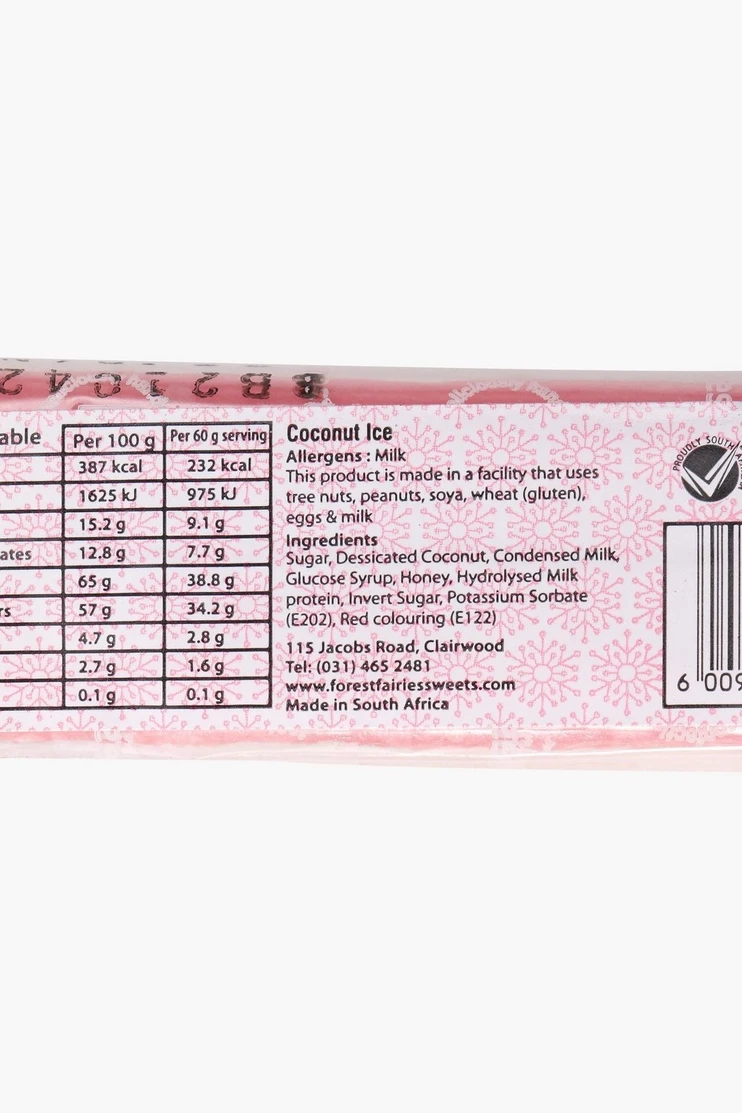 able Per 100 g Per 60 g serving
387 kcal 232 kcal
1625 kJ 975 kJ
15.2 g 9.1 g
ates 12,8 g 7.7 g
65 g 38.8 g
rs 57 g 34.2 g
4.7 g 2.8 g
2.7 g 1.6 g
0.1 g 0.1 g
Coconut Ice
Allergens : Milk
This product is made in a facility that uses
tree nuts, peanuts, soya, wheat (gluten),
eggs & milk
Ingredients
Sugar, Dessicated Coconut, Condensed Milk,
Glucose Syrup, Honey, Hydrolysed Milk
protein, Invert Sugar, Potassium Sorbate
(E202), Red colouring (E122)
115 Jacobs Road, Clairwood
Tel: (031) 465 2481
www.forestfairiessweets.com
Made in South Africa
PROUDLY SOUTH
6 009